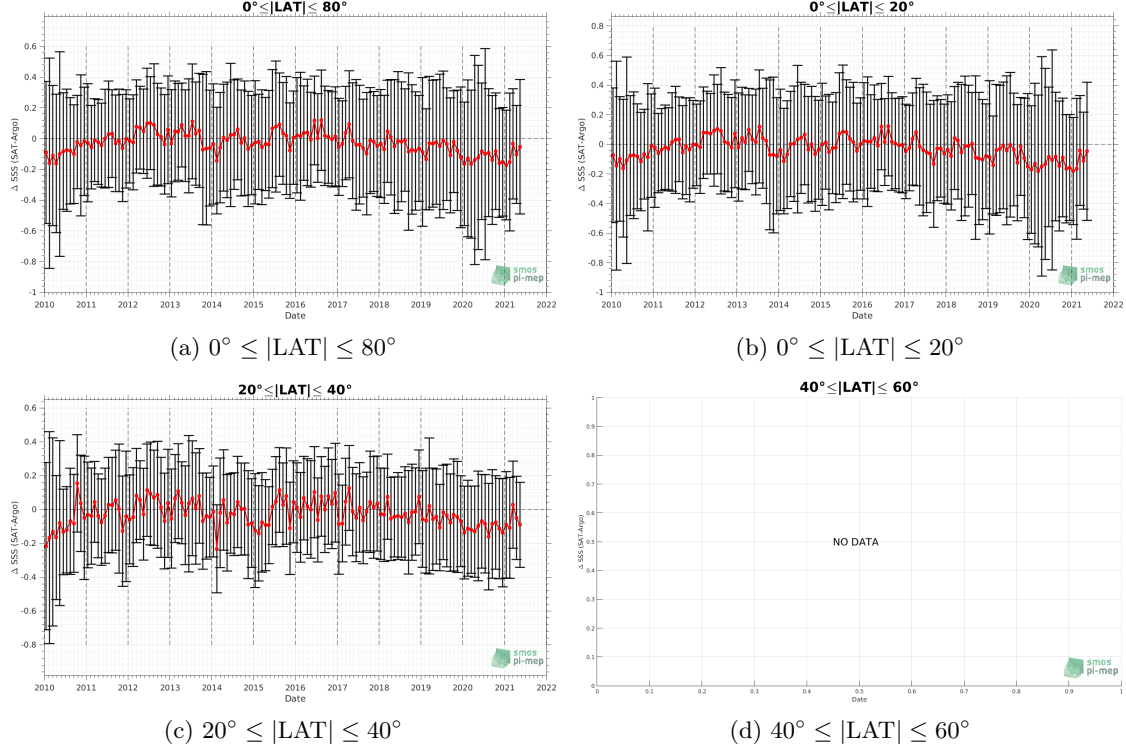 0°≤|LAT|≤ 80°
Δ SSS (SAT-Argo)
0.6
0.4
0.2
0
-0.2
-0.4
-0.6
-0.8
-1
2010 2011 2012 2013 2014 2015 2016 2017 2018 2019 2020 2021 2022
Date
smos
pi-mep
(a) 0° ≤ |LAT| ≤ 80°
0°≤|LAT|≤ 20°
Δ SSS (SAT-Argo)
0.8
0.6
0.4
0.2
0
-0.2
-0.4
-0.6
-0.8
-1
2010 2011 2012 2013 2014 2015 2016 2017 2018 2019 2020 2021 2022
Date
smos
pi-mep
(b) 0° ≤ |LAT| ≤ 20°
20°≤|LAT|≤ 40°
Δ SSS (SAT-Argo)
0.6
0.4
0.2
0
-0.2
-0.4
-0.6
-0.8
2010 2011 2012 2013 2014 2015 2016 2017 2018 2019 2020 2021 2022
Date
smos
pi-mep
(c) 20° ≤ |LAT| ≤ 40°
40°≤|LAT|≤ 60°
Δ SSS (SAT-Argo)
1
0.9
0.8
0.7
0.6
0.5
0.4
0.3
0.2
0.1
0
NO DATA
0 0.1 0.2 0.3 0.4 0.5 0.6 0.7 0.8 0.9 1
Date
smos
pi-mep
(d) 40° ≤ |LAT| ≤ 60°